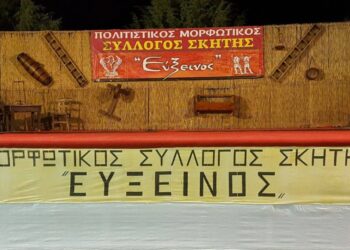 ΠΟΛΙΤΙΣΤΙΚΟΣ ΜΟΡΦΩΤΙΚΟΣ
ΣΥΛΛΟΓΟΣ ΣΚΗΤΗΣ
"Εύξεινος"
ΟΡΦΩΤΙΚΟΣ ΣΥΛΛΟΓΟΣ ΣΚΗΤΗ
"ΕΥΞΕΙΝΟΣ„